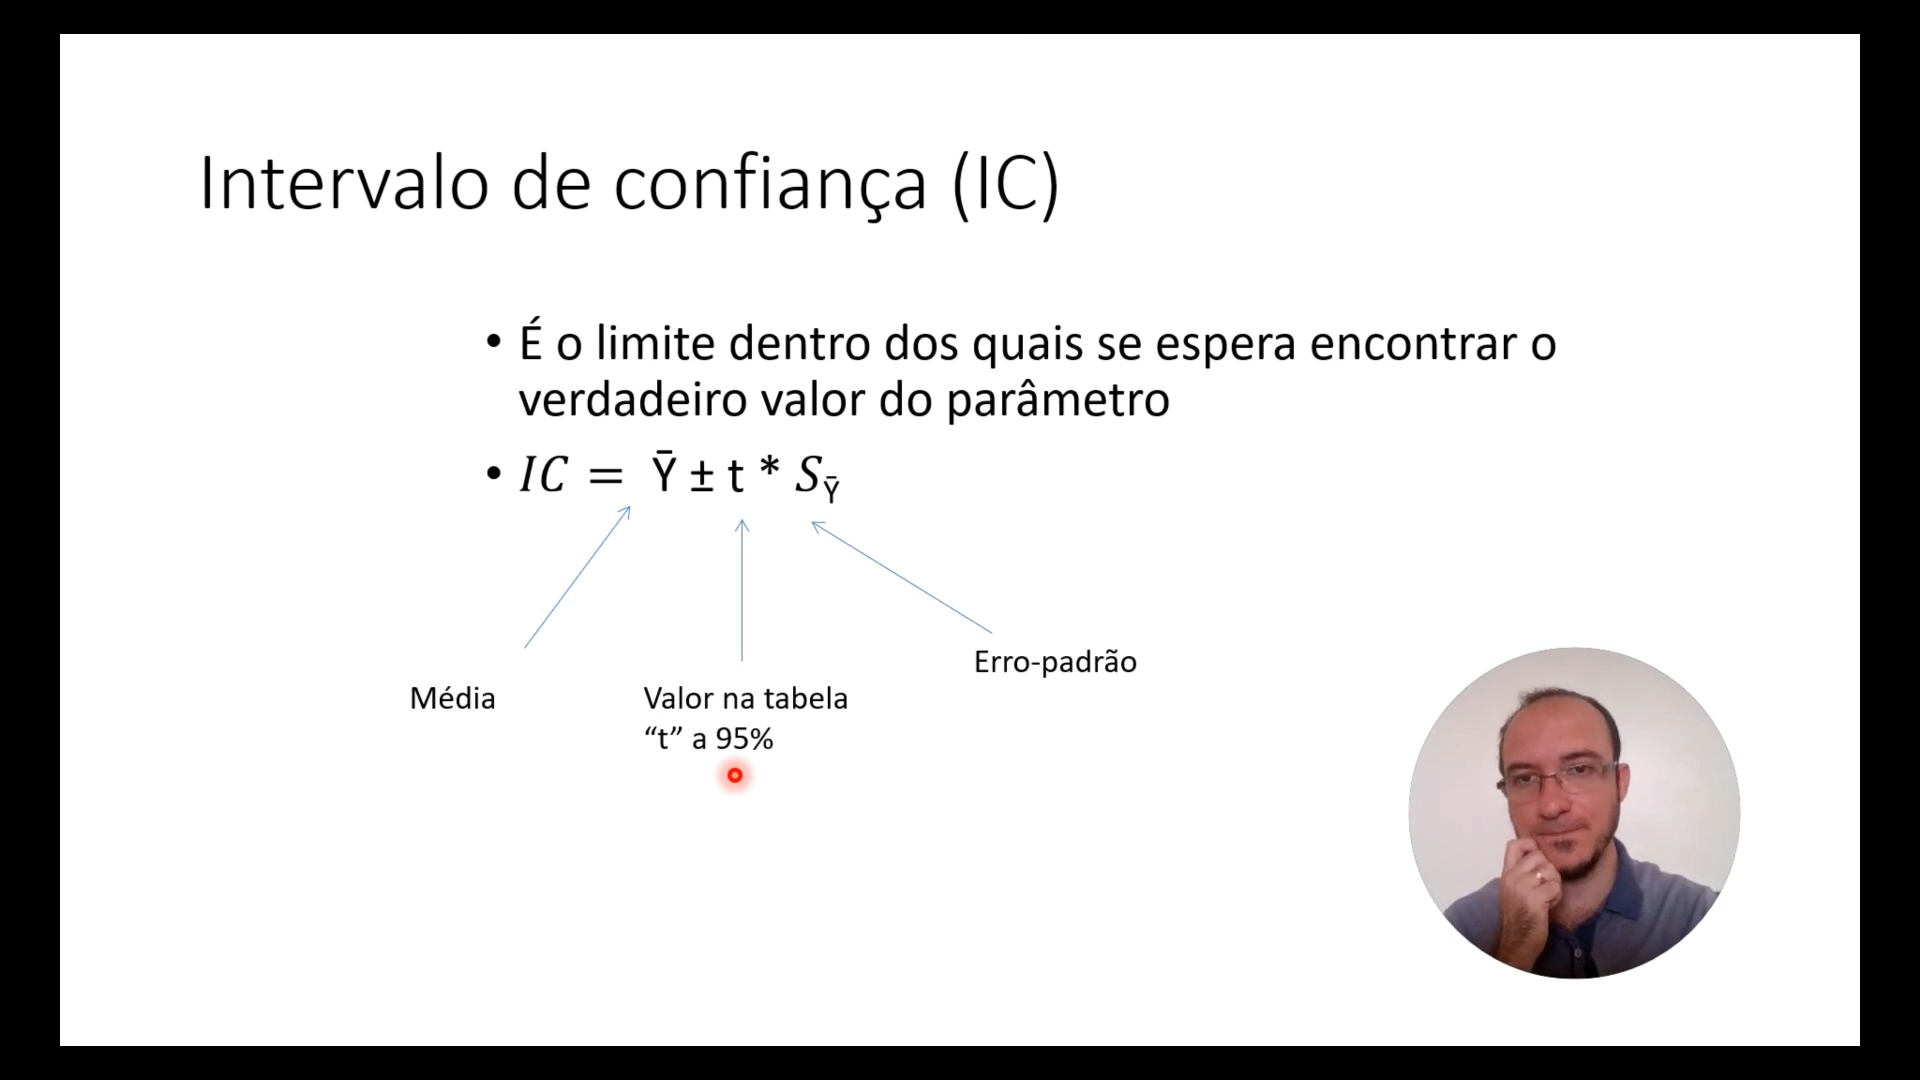 Intervalo de confiança (IC)
• É o limite dentro dos quais se espera encontrar o
verdadeiro valor do parâmetro
• IC = Ȳ ± t * S_Ȳ
Erro-padrão
Média
Valor na tabela
“t” a 95%